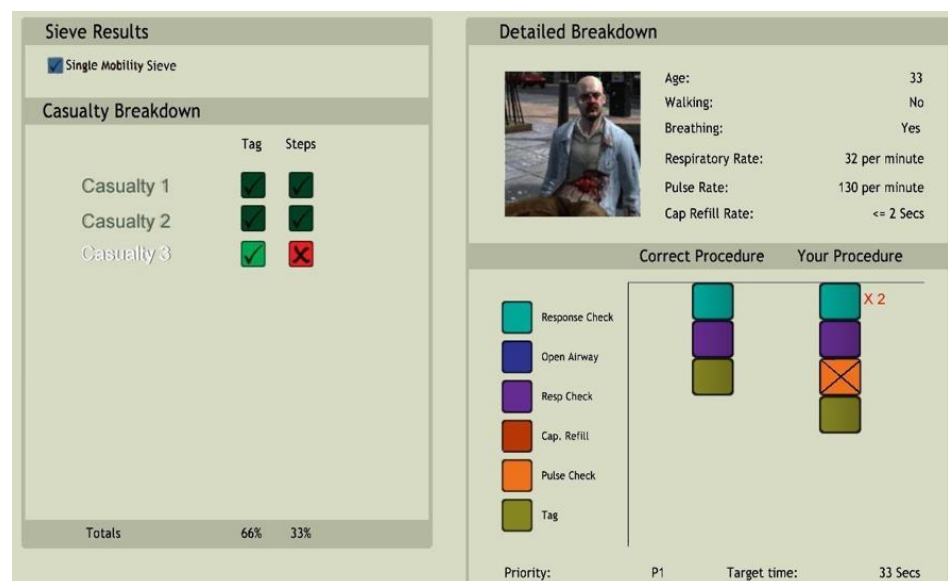 Sieve Results
Single Mobility Sieve
Casualty Breakdown
Tag Steps
Casualty 1
Casualty 2
Casualty 3
Totals 66% 33%
Detailed Breakdown
Age: 33
Walking: No
Breathing: Yes
Respiratory Rate: 32 per minute
Pulse Rate: 130 per minute
Cap Refill Rate: <= 2 Secs
Correct Procedure Your Procedure
X 2
Response Check
Open Airway
Resp Check
Cap. Refill
Pulse Check
Tag
Priority: P1 Target time: 33 Secs